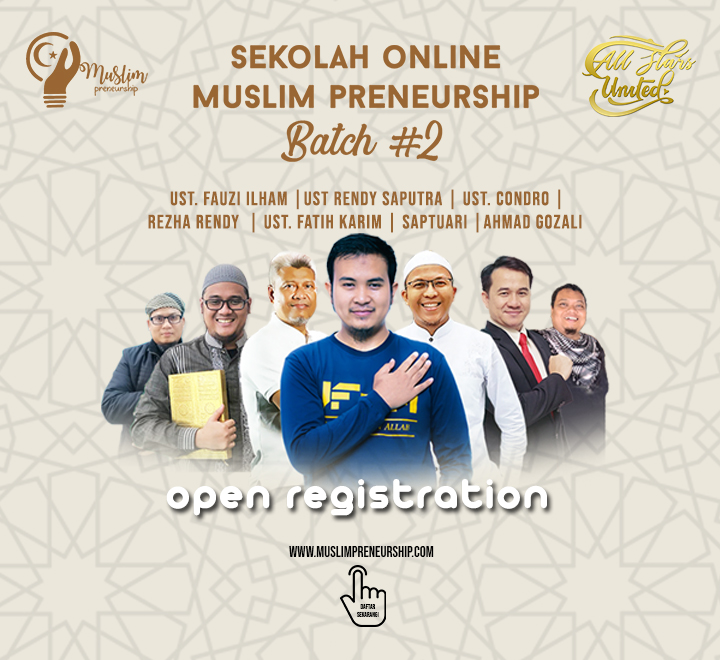 Muslim
preneurship
SEKOLAH ONLINE
MUSLIM PRENEURSHIP
Batch #2
All Stars
United
UST. FAUZI ILHAM | UST RENDY SAPUTRA | UST. CONDRO |
REZHA RENDY | UST. FATIH KARIM | SAPTUARI | AHMAD GOZALI
ALLAH
open registration
WWW.MUSLIMPRENEURSHIP.COM
DAFTAR
SEKARANG!